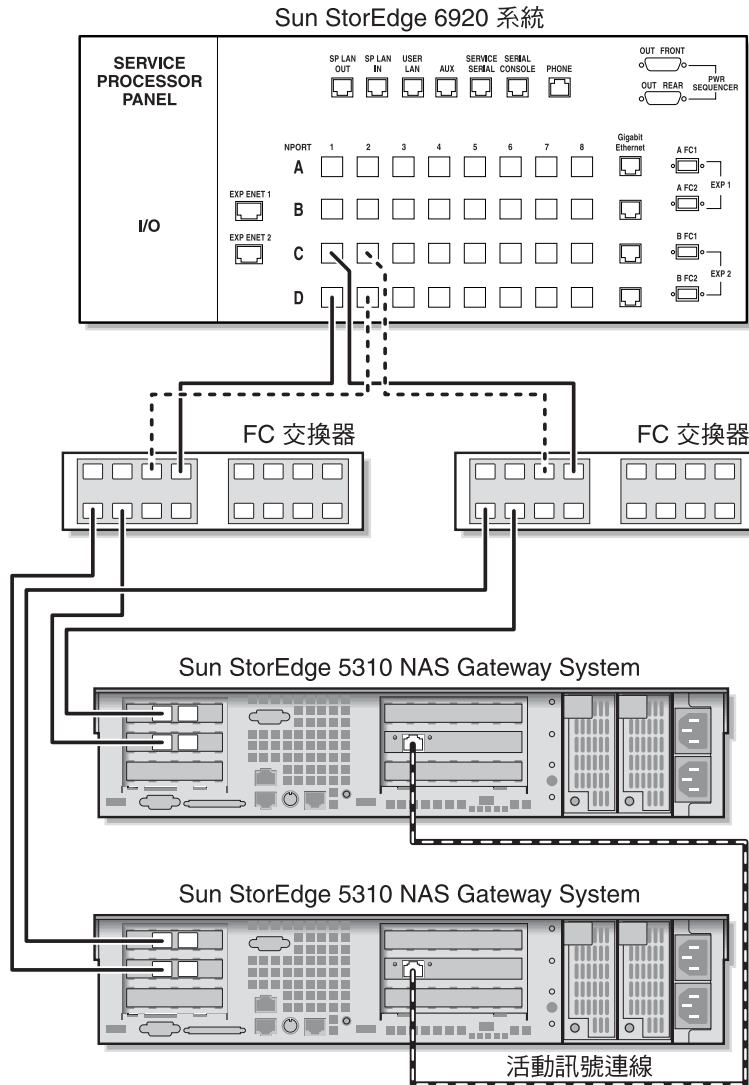 Sun StorEdge 6920 系統
SERVICE PROCESSOR PANEL
SP LAN OUT
SP LAN IN
USER LAN
AUX
SERVICE SERIAL
SERIAL CONSOLE
PHONE
OUT FRONT
OUT REAR
PWR SEQUENCER
I/O
NPORT 1 2 3 4 5 6 7 8
Gigabit Ethernet
A
B
C
D
EXP ENET 1
EXP ENET 2
A FC1
A FC2
EXP 1
B FC1
B FC2
EXP 2
FC 交換器
FC 交換器
Sun StorEdge 5310 NAS Gateway System
Sun StorEdge 5310 NAS Gateway System
活動訊號連線